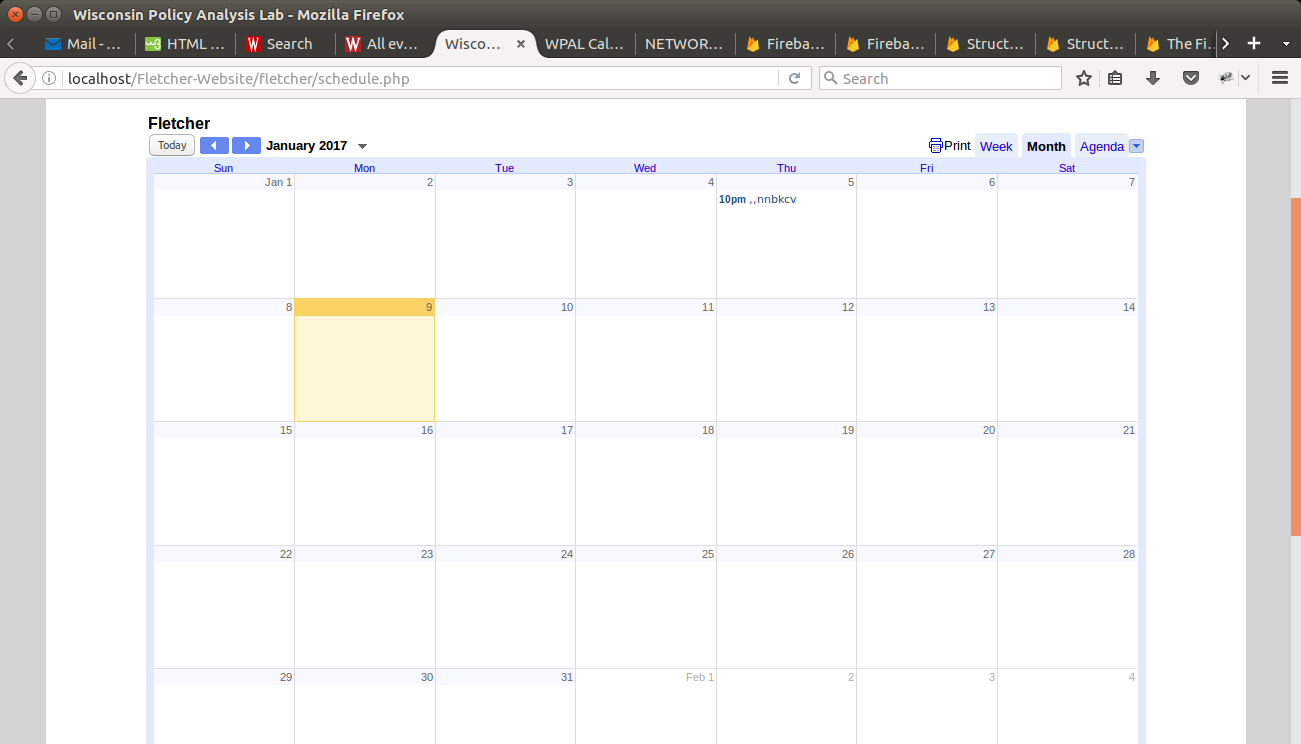 Wisconsin Policy Analysis Lab - Mozilla Firefox
Mail -... HTML ... Search All ev... Wisco... WPAL Cal... NETWOR... Fireba... Fireba... Struct... Struct... The Fi
localhost/Fletcher-Website/fletcher/schedule.php Search
Fletcher
Today January 2017 Print Week Month Agenda
Sun Mon Tue Wed Thu Fri Sat
Jan 1 2 3 4 5 6 7
10pm ,,nnbkcv
8 9 10 11 12 13 14
15 16 17 18 19 20 21
22 23 24 25 26 27 28
29 30 31 Feb 1 2 3 4